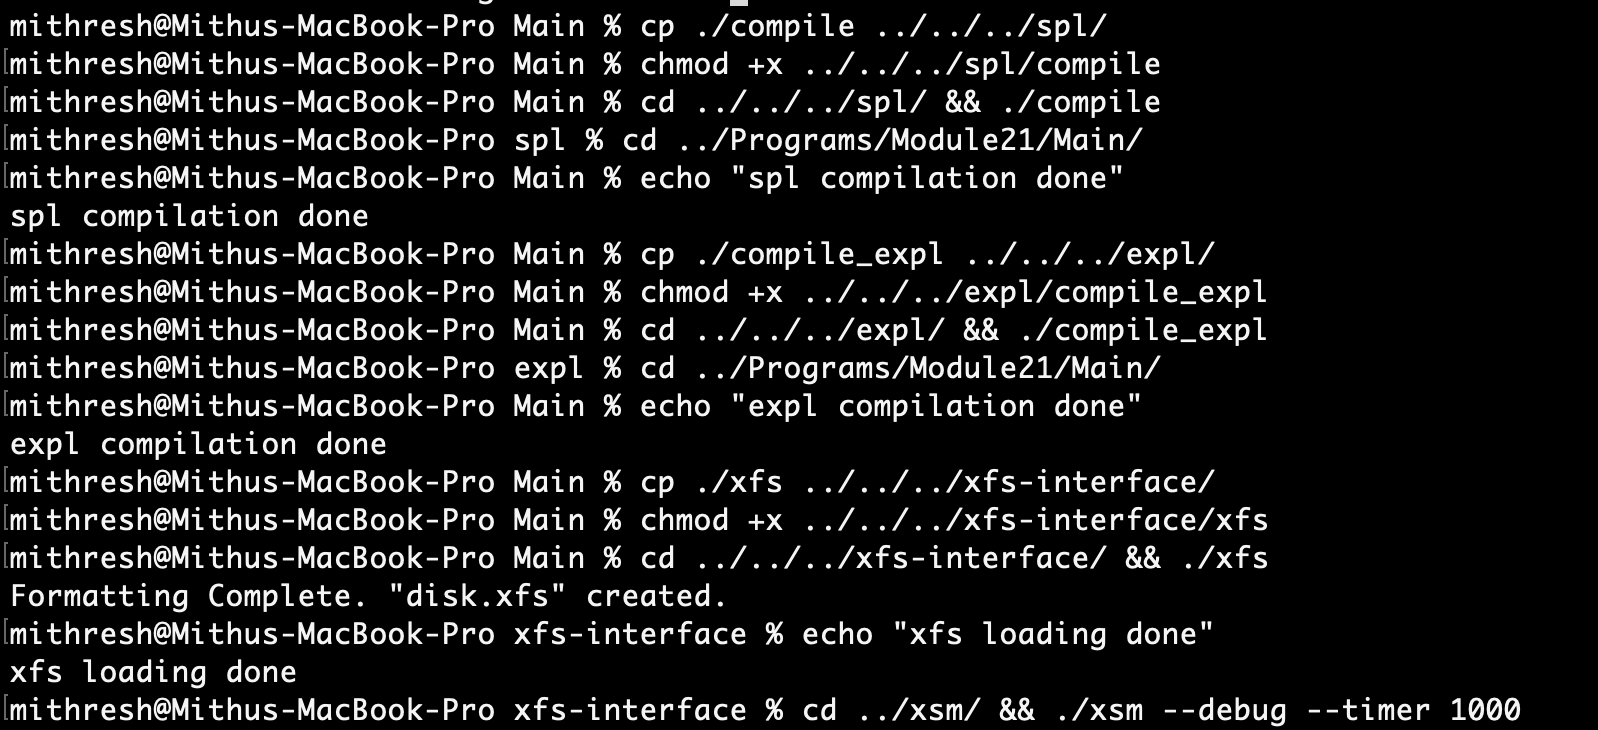 mithresh@Mithus-MacBook-Pro Main % cp ./compile ../../../spl/
[mithresh@Mithus-MacBook-Pro Main % chmod +x ../../../spl/compile
[mithresh@Mithus-MacBook-Pro Main % cd ../../../spl/ && ./compile
[mithresh@Mithus-MacBook-Pro spl % cd ../Programs/Module21/Main/
[mithresh@Mithus-MacBook-Pro Main % echo "spl compilation done"
spl compilation done
[mithresh@Mithus-MacBook-Pro Main % cp ./compile_expl ../../../expl/
[mithresh@Mithus-MacBook-Pro Main % chmod +x ../../../expl/compile_expl
[mithresh@Mithus-MacBook-Pro Main % cd ../../../expl/ && ./compile_expl
[mithresh@Mithus-MacBook-Pro expl % cd ../Programs/Module21/Main/
[mithresh@Mithus-MacBook-Pro Main % echo "expl compilation done"
expl compilation done
[mithresh@Mithus-MacBook-Pro Main % cp ./xfs ../../../xfs-interface/
[mithresh@Mithus-MacBook-Pro Main % chmod +x ../../../xfs-interface/xfs
[mithresh@Mithus-MacBook-Pro Main % cd ../../../xfs-interface/ && ./xfs
Formatting Complete. "disk.xfs" created.
[mithresh@Mithus-MacBook-Pro xfs-interface % echo "xfs loading done"
xfs loading done
[mithresh@Mithus-MacBook-Pro xfs-interface % cd ../xsm/ && ./xsm --debug --timer 1000